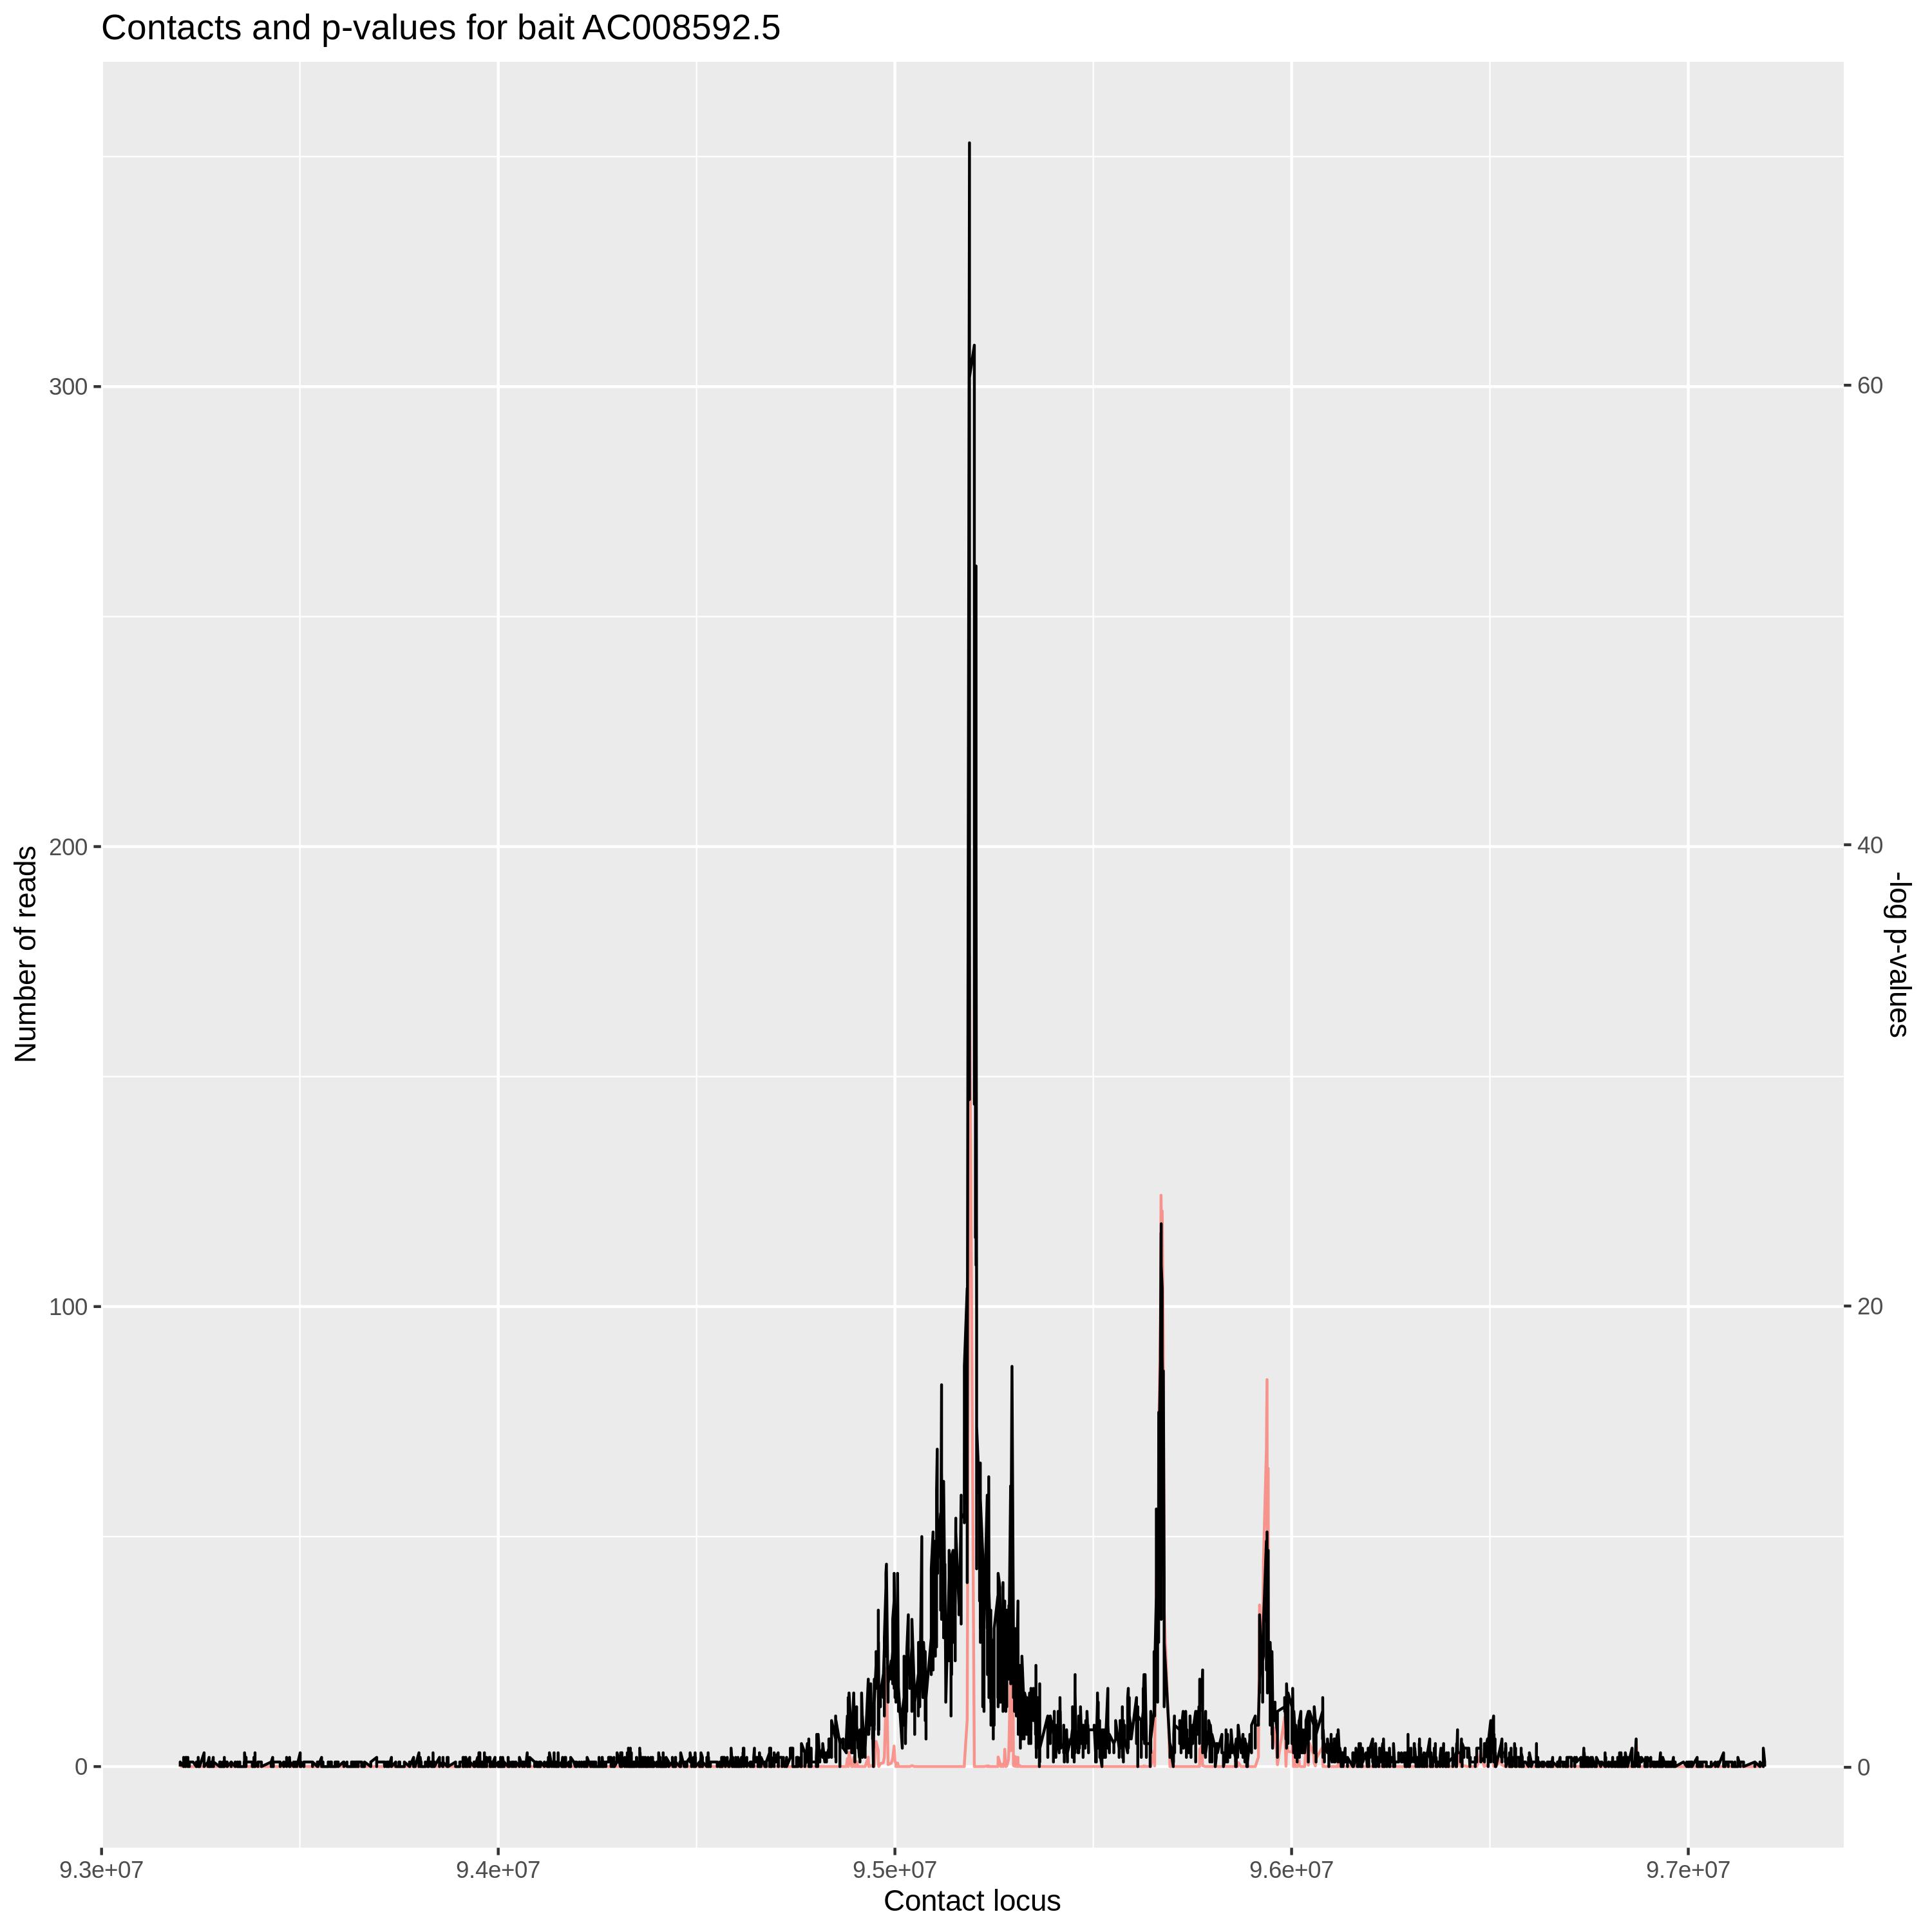 Contacts and p-values for bait AC008592.5
300
200
100
0
Number of reads
60
40
20
0
-log p-values
9.3e+07
9.4e+07
9.5e+07
9.6e+07
9.7e+07
Contact locus